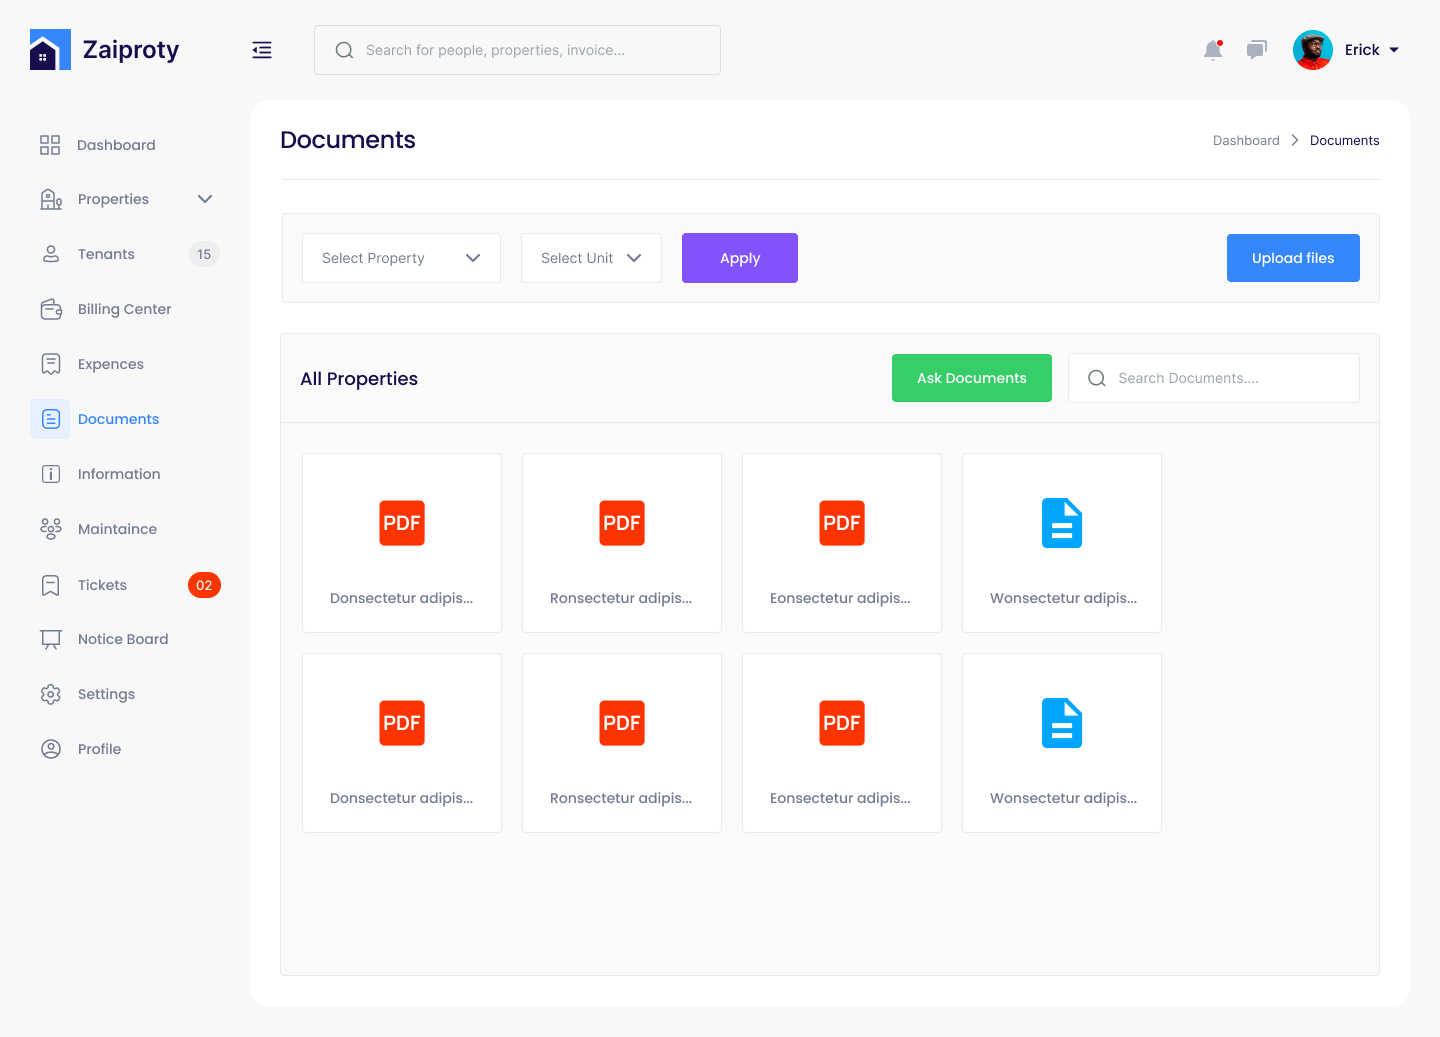 Zaiproty
Search for people, properties, invoice...
Erick
Dashboard
Properties
Tenants 15
Billing Center
Expences
Documents
Information
Maintaince
Tickets 02
Notice Board
Settings
Profile
Documents
Dashboard Documents
Select Property
Select Unit
Apply
Upload files
All Properties
Ask Documents
Search Documents....
PDF PDF PDF
Donsectetur adipis... Ronsectetur adipis... Eonsectetur adipis... Wonsectetur adipis...
PDF PDF PDF
Donsectetur adipis... Ronsectetur adipis... Eonsectetur adipis... Wonsectetur adipis...